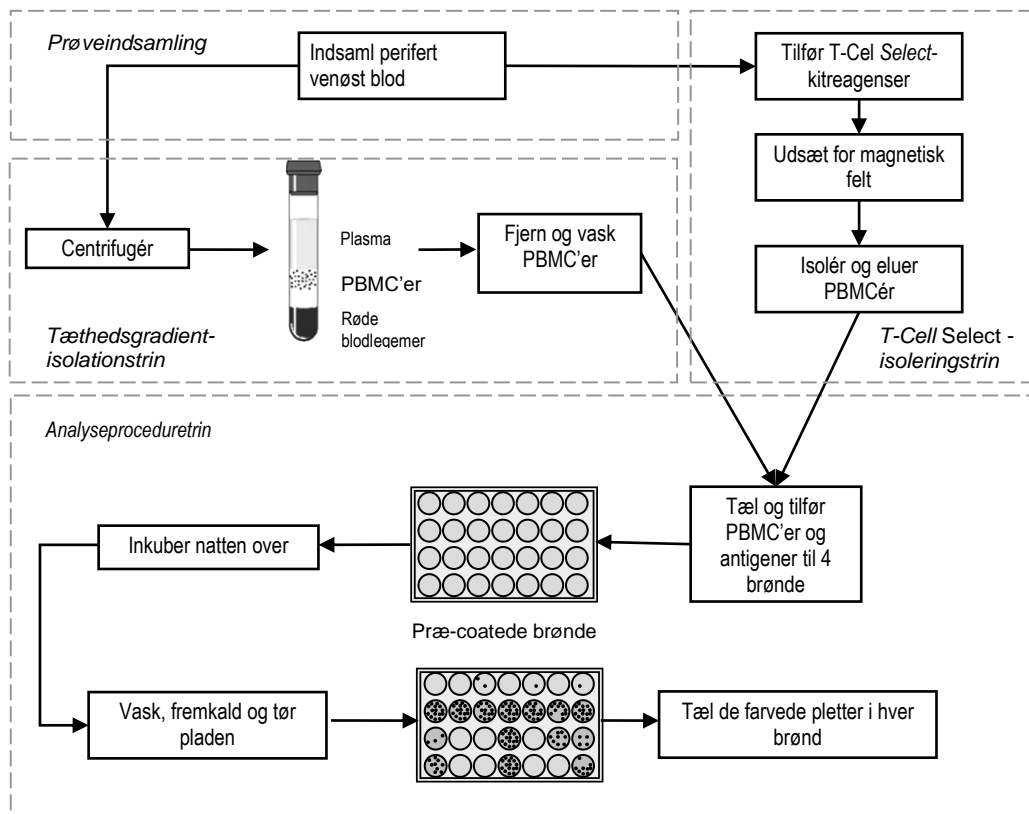 Prøveindsamling
Indsaml perifert
venøst blod
Tilfør T-Cel Select-
kitreagenser
Udsæt for magnetisk
felt
Isolér og eluer
PBMCér
T-Cell Select -
isoleringstrin
Centrifugér
Plasma
PBMC’er
Røde
blodlegemer
Fjern og vask
PBMC’er
Tæthedsgradient-
isolationstrin
Analyseproceduretrin
Tæl og tilfør
PBMC’er og
antigener til 4
brønde
Inkuber natten over
Præ-coatede brønde
Vask, fremkald og tør
pladen
Tæl de farvede pletter i hver
brønd